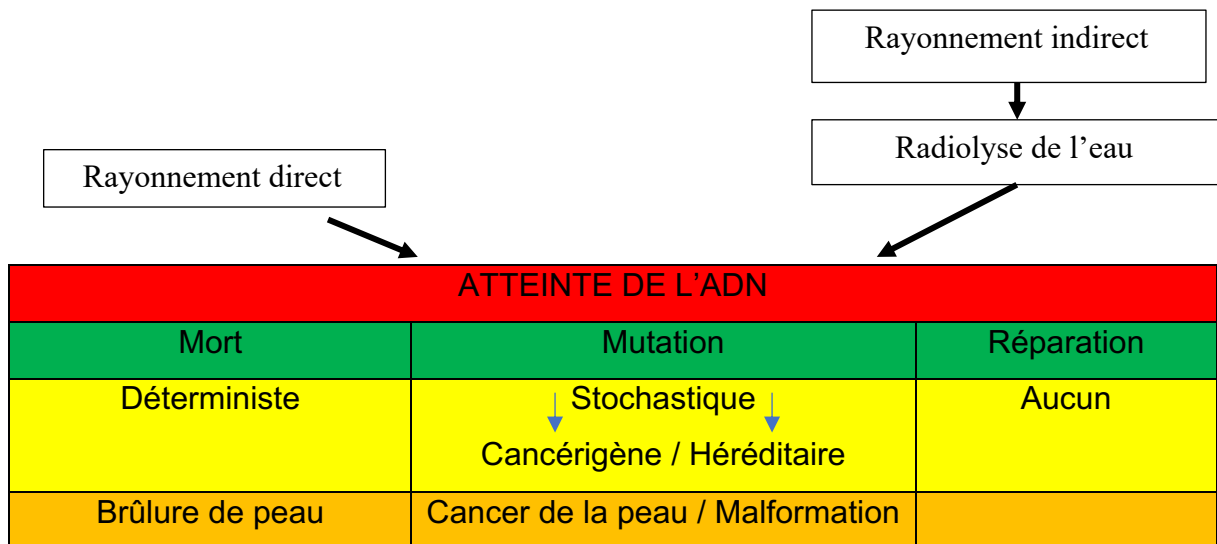 Rayonnement indirect
Radiolyse de l’eau
Rayonnement direct
ATTEINTE DE L’ADN
Mort
Mutation
Réparation
Déterministe
Stochastique
Aucun
Cancérigène / Héréditaire
Brûlure de peau
Cancer de la peau / Malformation